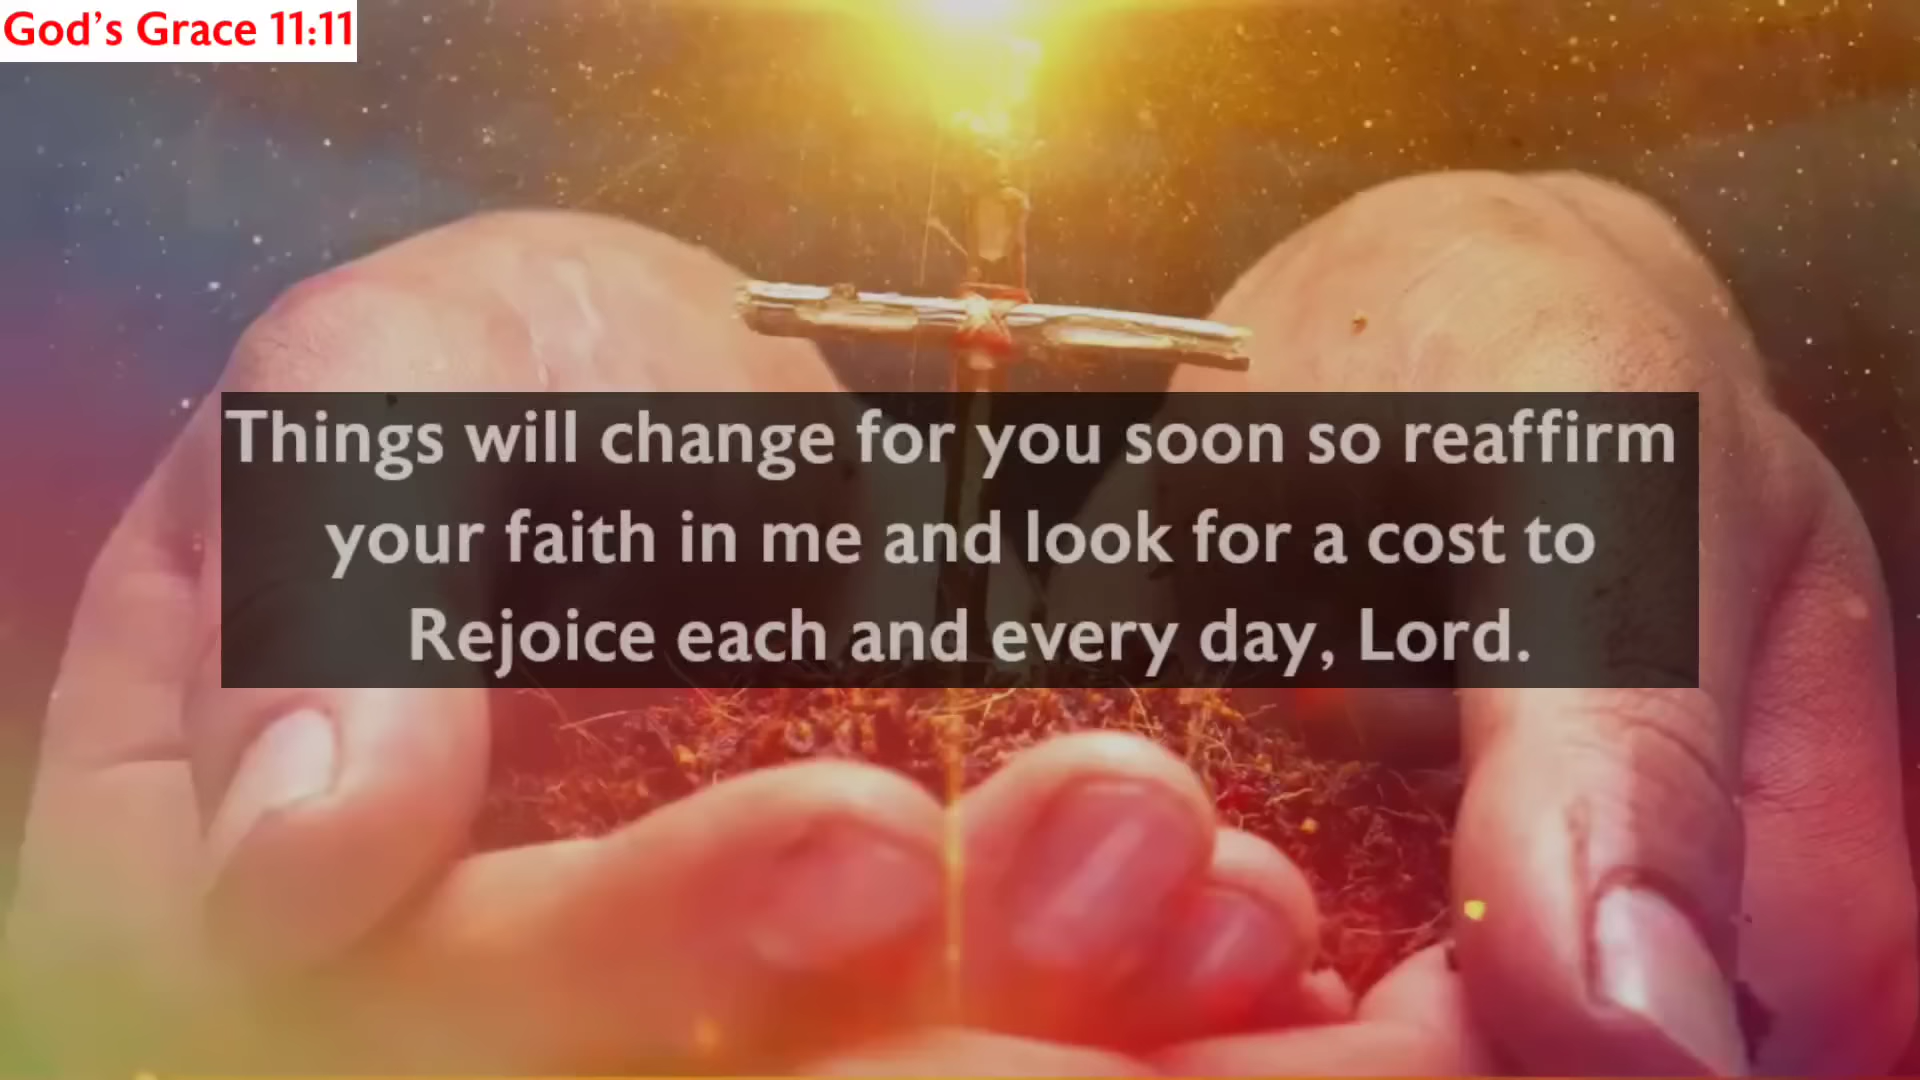 God's Grace 11:11
Things will change for you soon so reaffirm
your faith in me and look for a cost to
Rejoice each and every day, Lord.